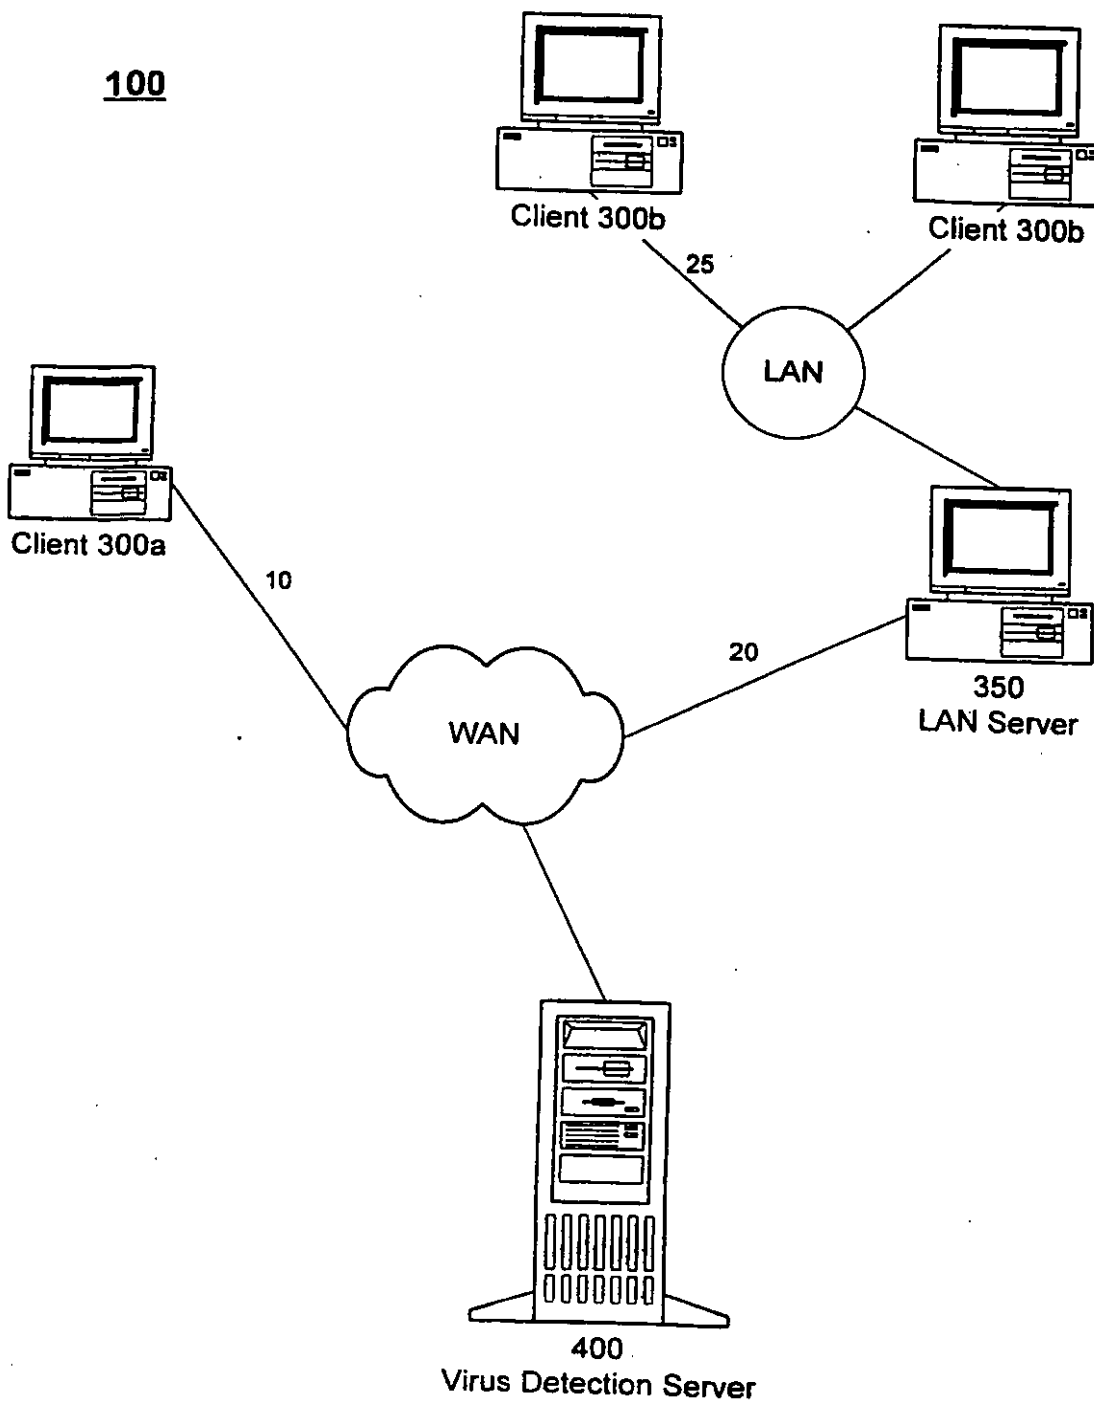 100
Client 300b
Client 300b
25
LAN
Client 300a
10
20
350
LAN Server
WAN
400
Virus Detection Server